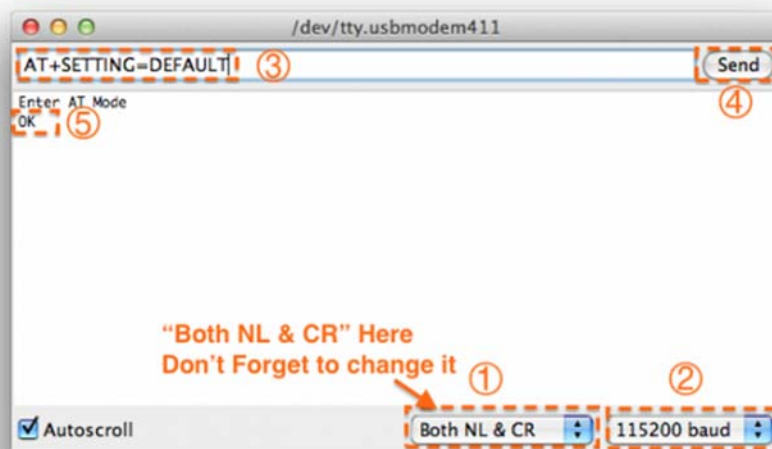 /dev/tty.usbmodem411
AT+SETTING=DEFAULT ③ Send
④
Enter AT Mode
OK ⑤
“Both NL & CR” Here
Don’t Forget to change it
① ②
Autoscroll Both NL & CR 115200 baud